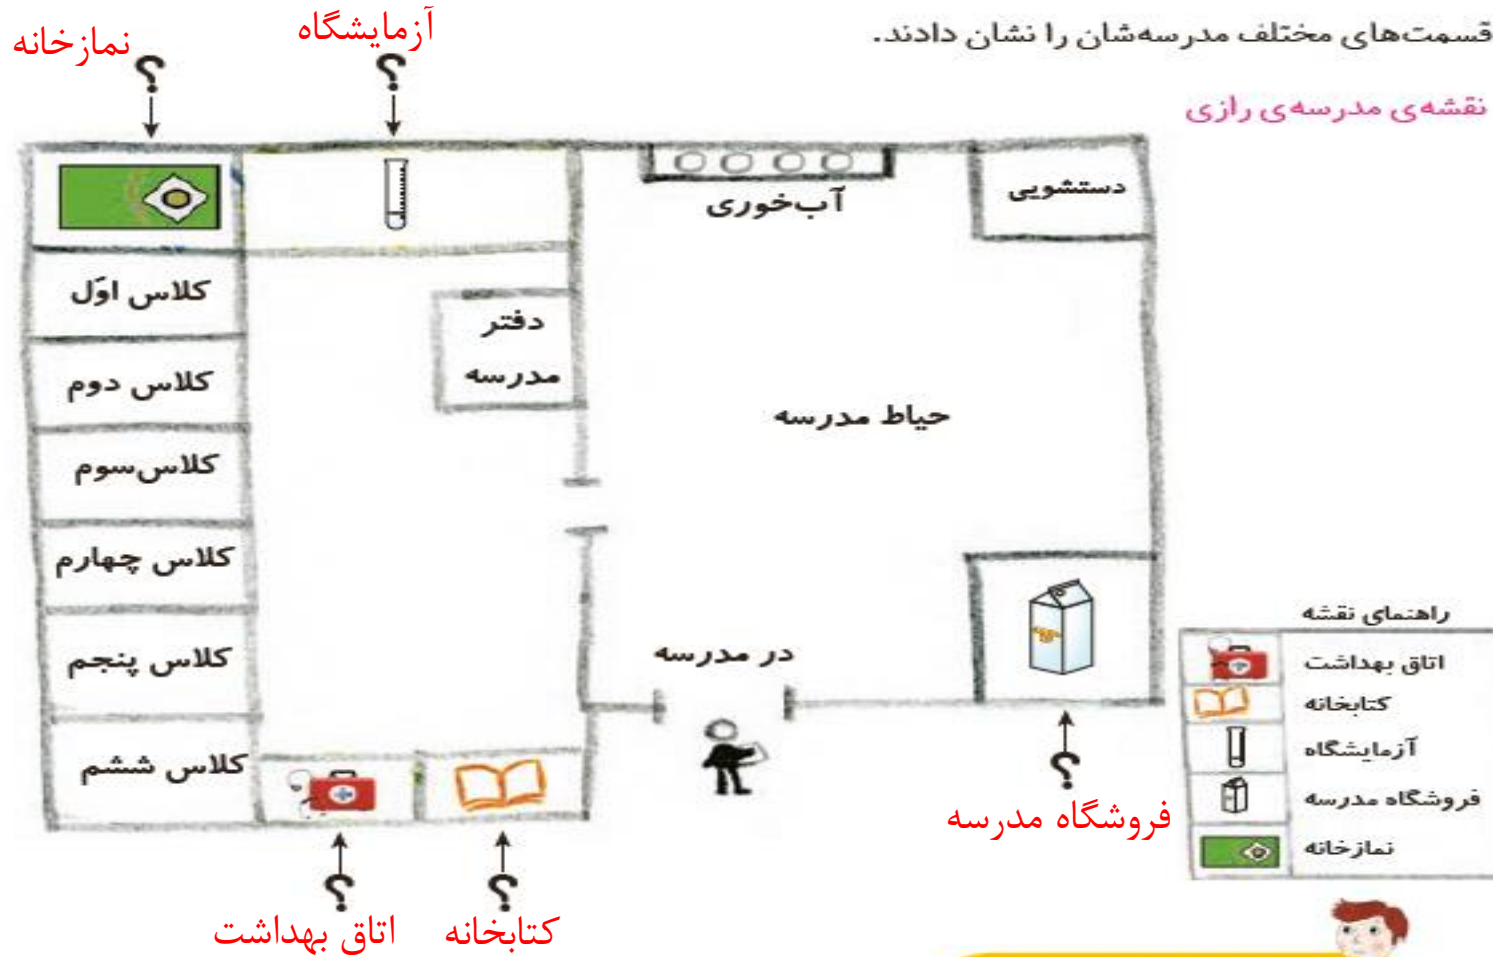 قسمت‌های مختلف مدرسه‌شان را نشان دادند.
نقشه‌ی مدرسه‌ی رازی
آزمایشگاه
نمازخانه
؟
؟
دستشویی
آب‌خوری
کلاس اوّل
دفتر
مدرسه
کلاس دوم
حیاط مدرسه
کلاس سوم
کلاس چهارم
کلاس پنجم
در مدرسه
کلاس ششم
؟
فروشگاه مدرسه
؟
؟
کتابخانه
اتاق بهداشت
راهنمای نقشه
اتاق بهداشت
کتابخانه
آزمایشگاه
فروشگاه مدرسه
نمازخانه